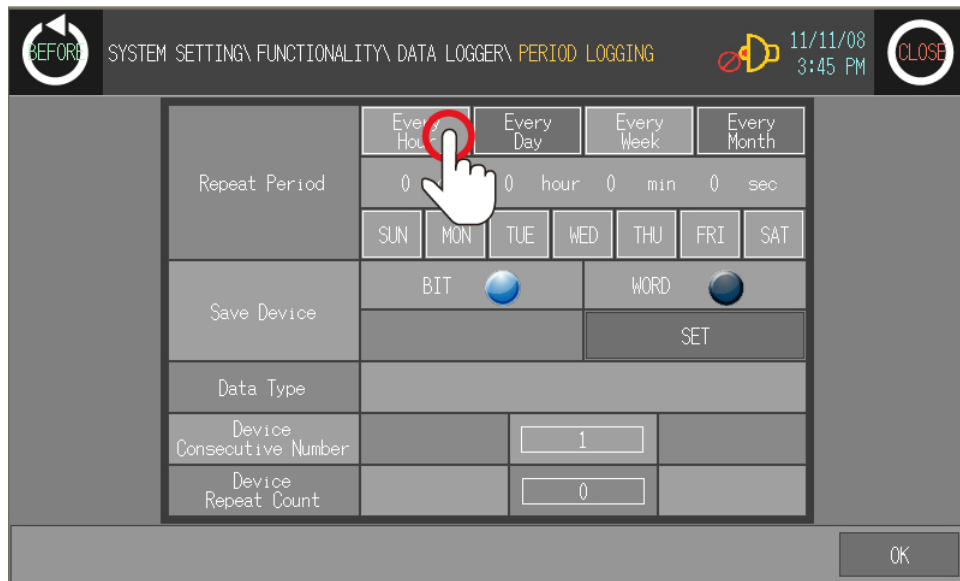 BEFORE
SYSTEM SETTING\ FUNCTIONALITY\ DATA LOGGER\ PERIOD LOGGING
11/11/08
3:45 PM
CLOSE
Repeat Period
Every Hour
Every Day
Every Week
Every Month
0
0 hour 0 min 0 sec
SUN MON TUE WED THU FRI SAT
Save Device
BIT
WORD
SET
Data Type
Device
Consecutive Number
1
Device
Repeat Count
0
OK